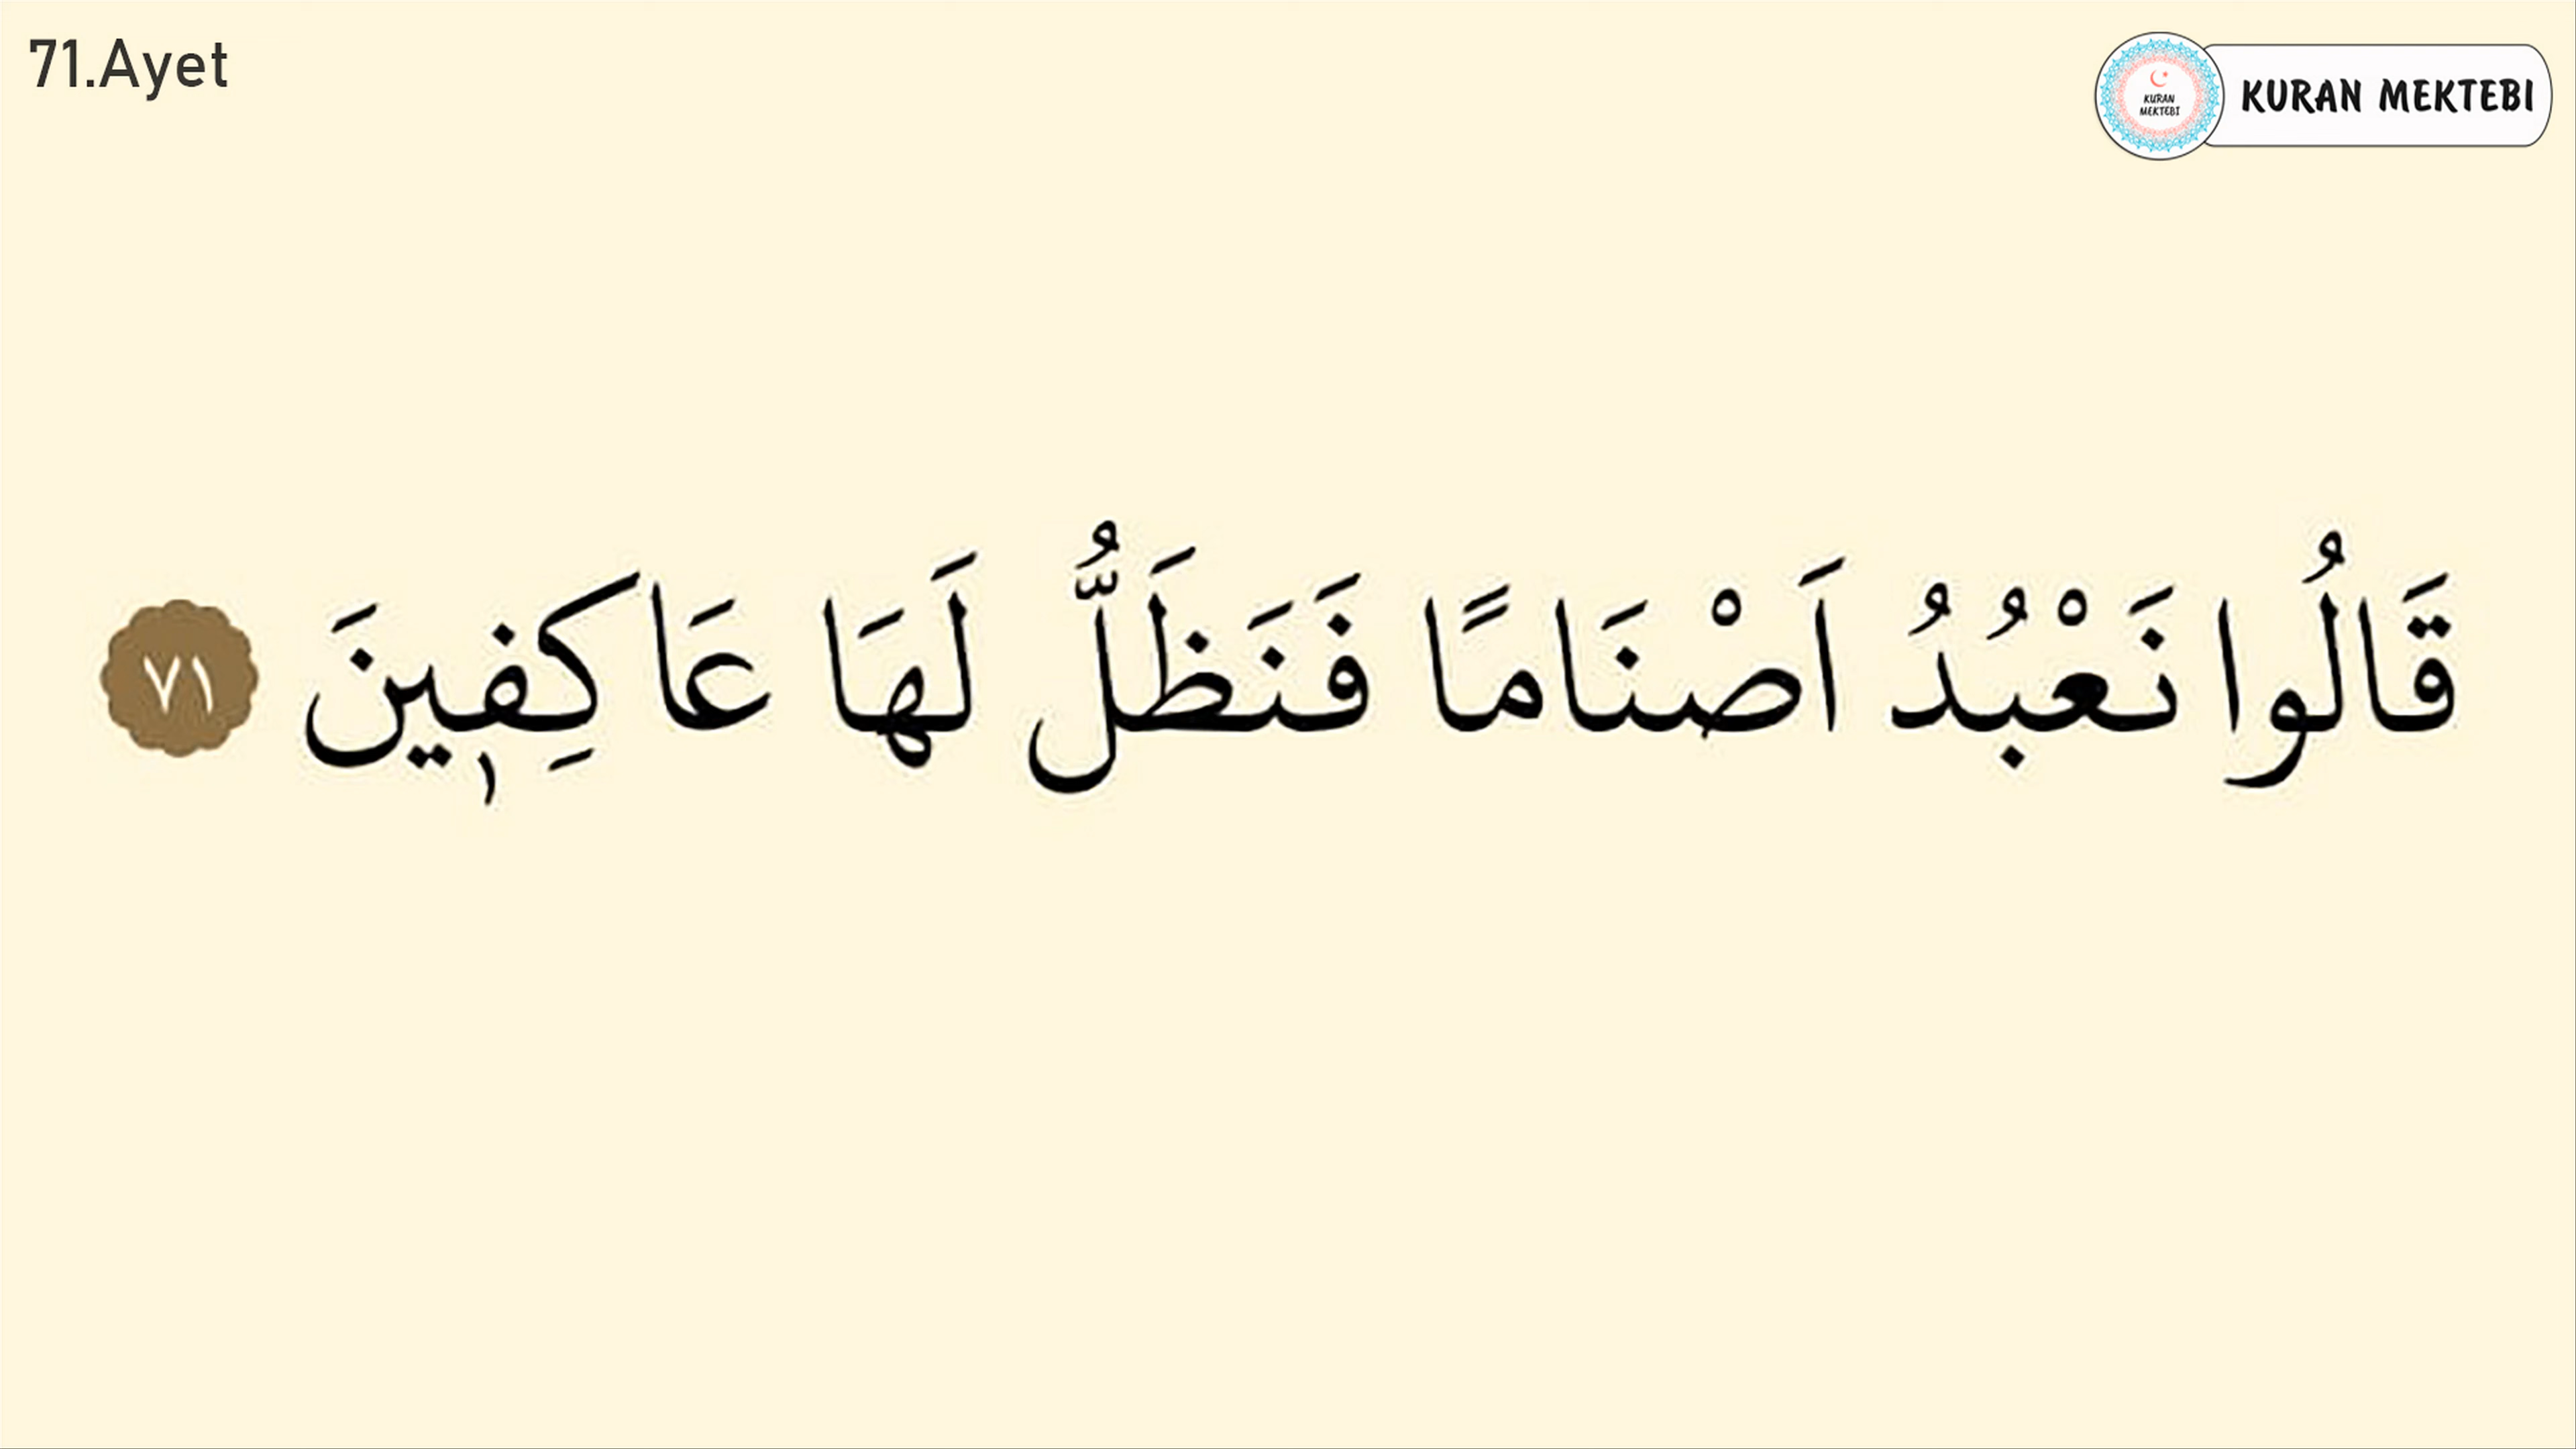 71.Ayet
KURAN MEKTEBI
KURAN MEKTEBI
قَالُوا نَعْبُدُ اَصْنَامًا فَنَظَلُّ لَهَا عَاكِفٖينَ ٧١